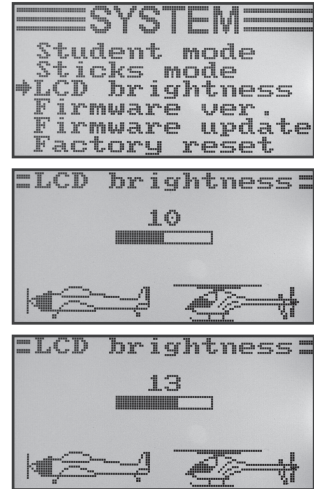 SYSTEM
Student mode
Sticks mode
LCD brightness
Firmware ver.
Firmware update
Factory reset
LCD brightness
10
LCD brightness
13